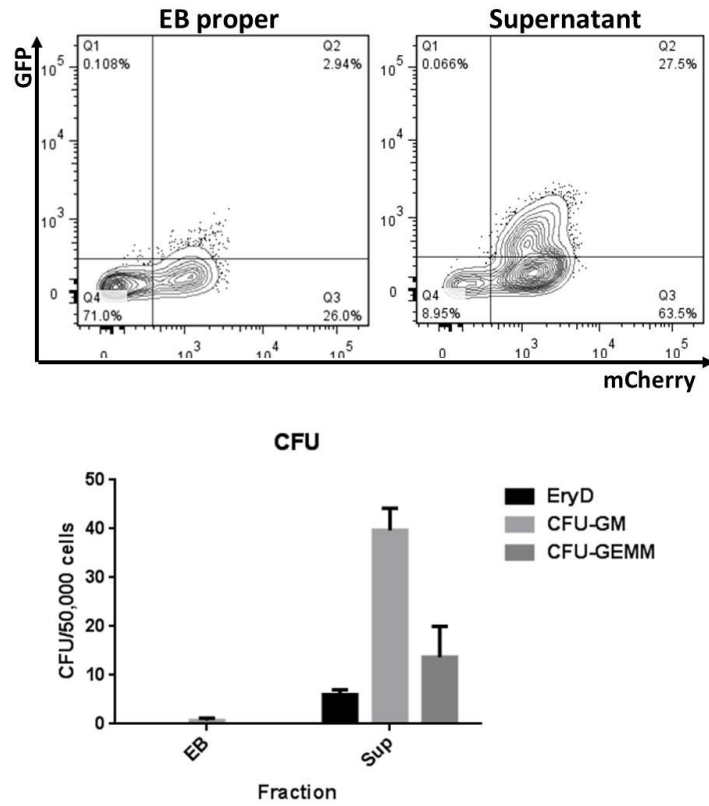 EB proper
Supernatant
GFP
Q1
0.108%
Q2
2.94%
Q4
71.0%
Q3
26.0%
10^5
10^4
10^3
0
0
10^3
10^4
10^5
Q1
0.066%
Q2
27.5%
Q4
8.95%
Q3
63.5%
10^5
10^4
10^3
0
0
10^3
10^4
10^5
mCherry
CFU
CFU/50,000 cells
50
40
30
20
10
0
EB
Sup
Fraction
EryD
CFU-GM
CFU-GEMM